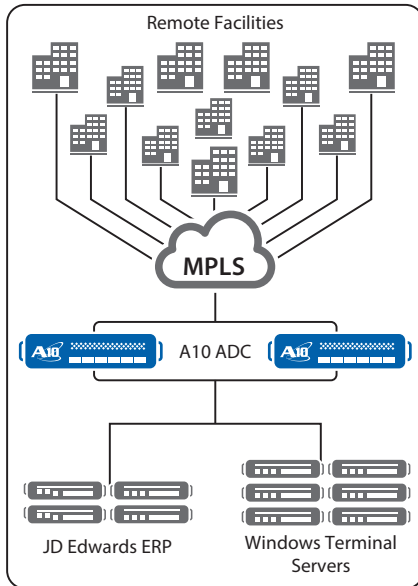 Remote Facilities
MPLS
A10
A10 ADC
A10
JD Edwards ERP
Windows Terminal
Servers